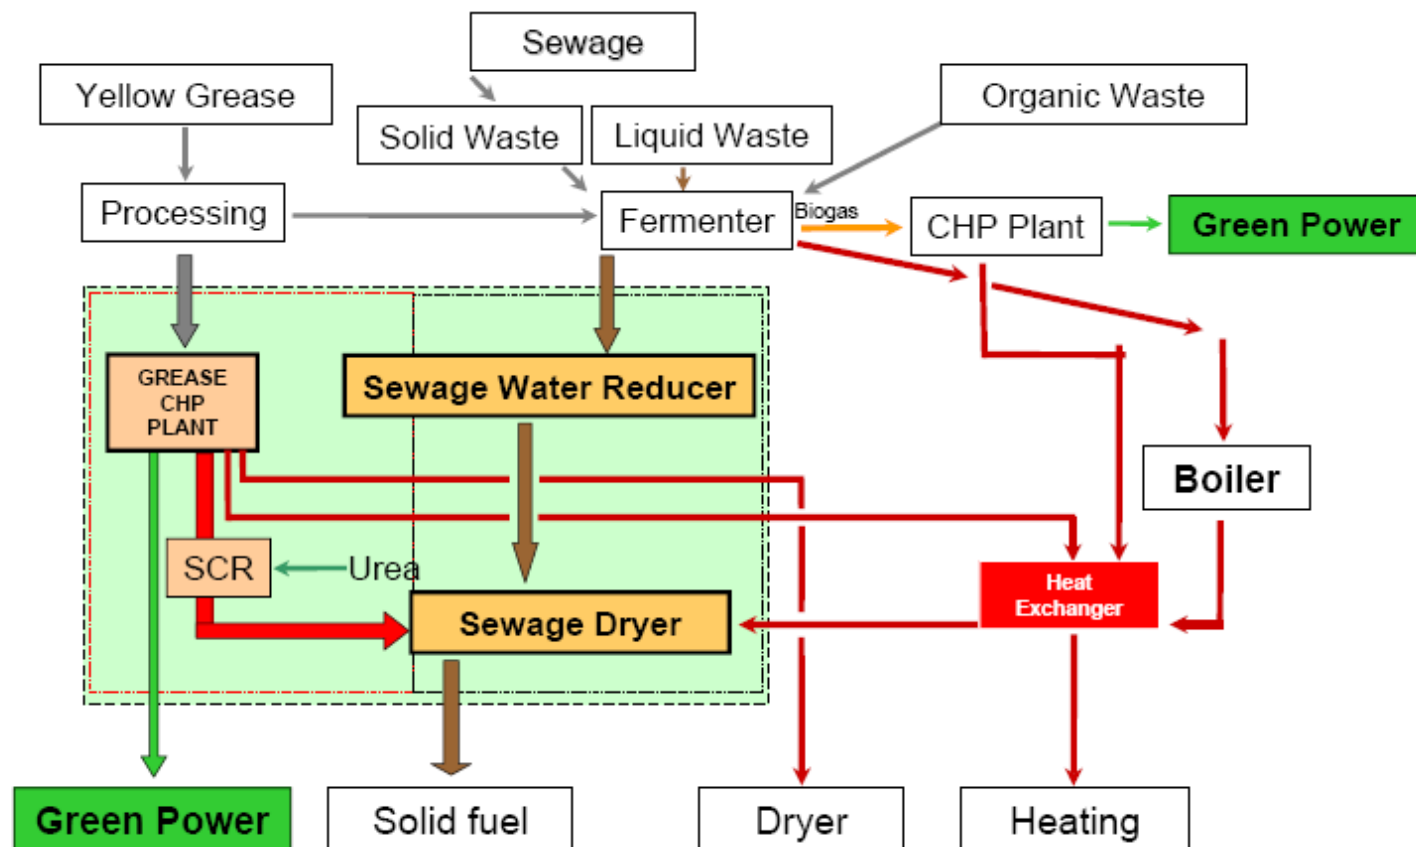 Sewage
Yellow Grease
Organic Waste
Solid Waste
Liquid Waste
Processing
Fermenter
Biogas
CHP Plant
Green Power
GREASE
CHP
PLANT
Sewage Water Reducer
Boiler
SCR
Urea
Heat
Exchanger
Sewage Dryer
Green Power
Solid fuel
Dryer
Heating